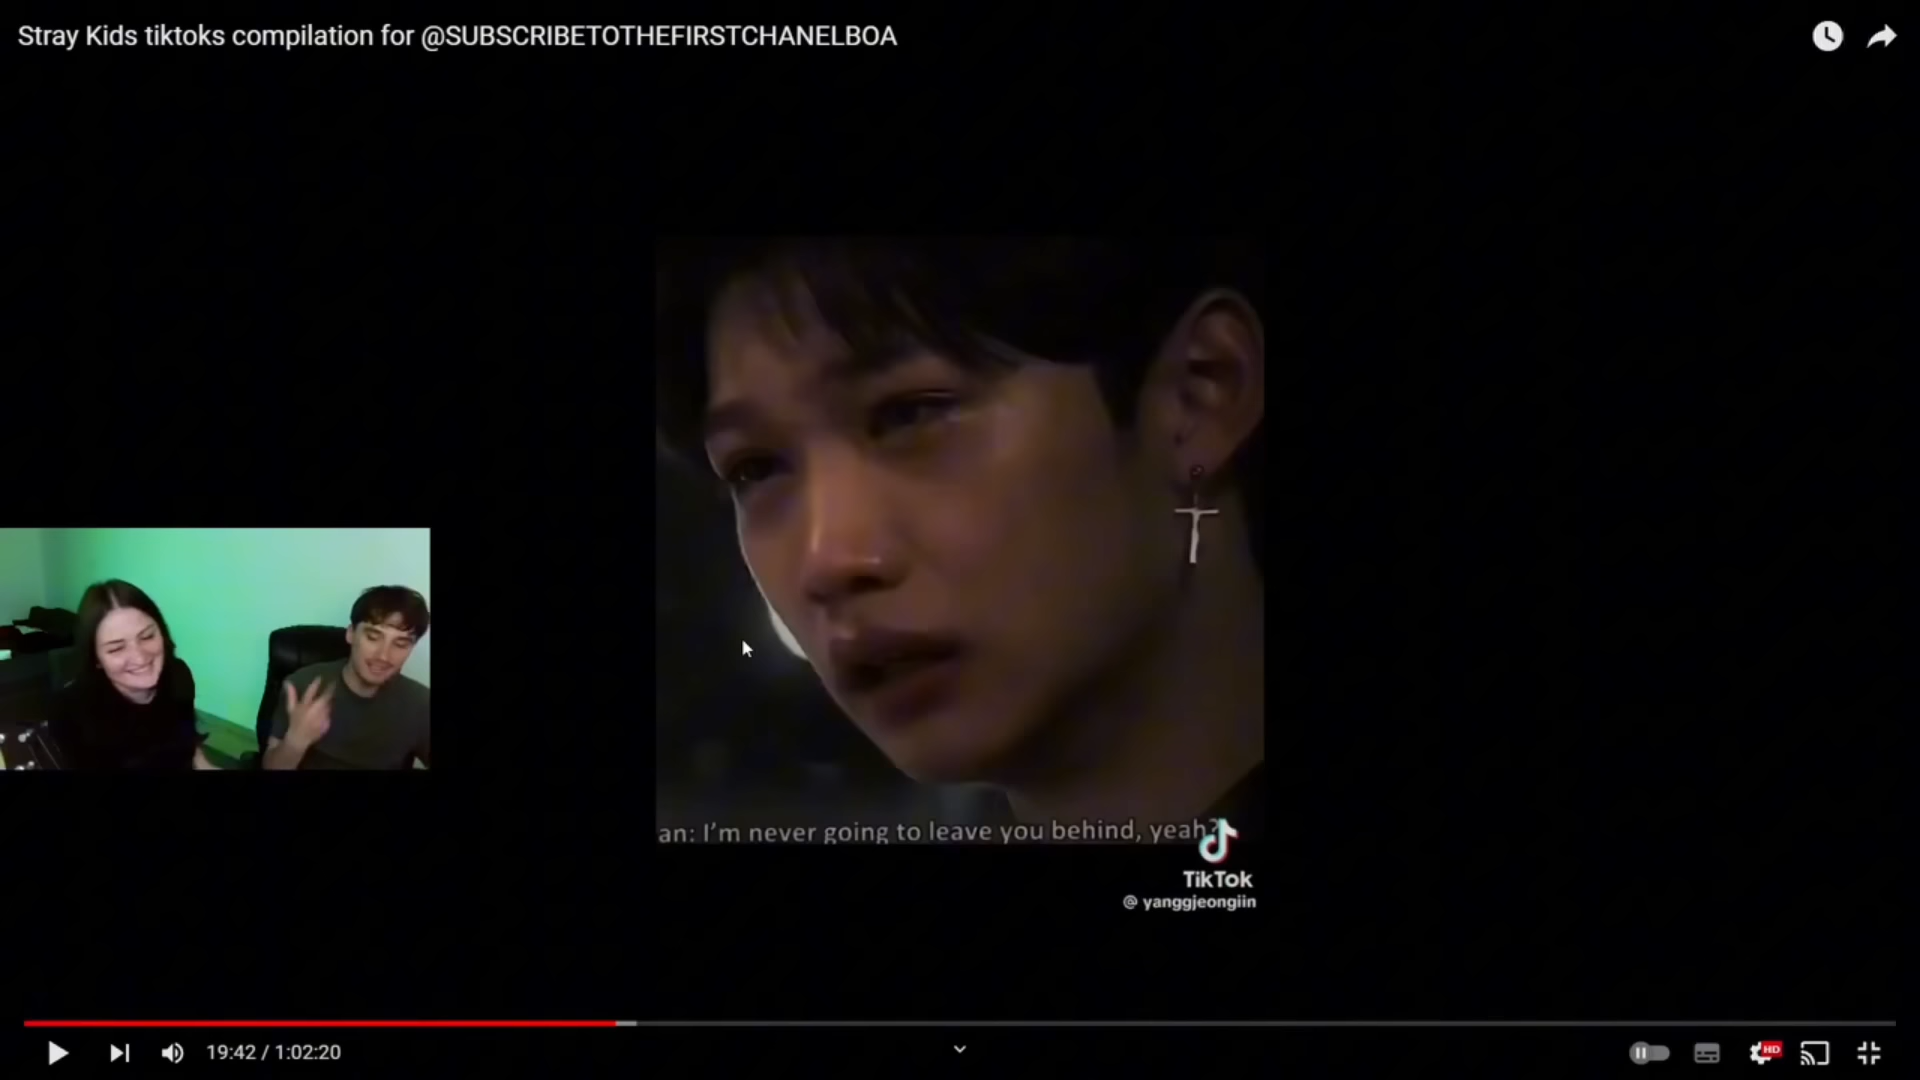 Stray Kids tiktoks compilation for @SUBSCRIBETOTHEFIRSTCHANELBOA
an: I'm never going to leave you behind, yeah?
TikTok
@ yanggjeongiin
19:42 / 1:02:20
HD